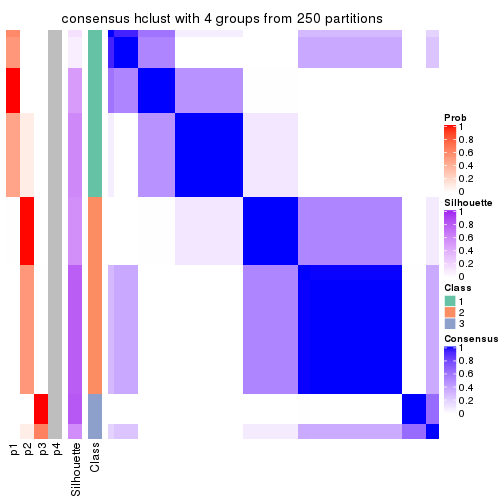 consensus hclust with 4 groups from 250 partitions
Prob
1
0.8
0.6
0.4
0.2
0
Silhouette
1
0.8
0.6
0.4
0.2
0
Class
1
2
3
Consensus
1
0.8
0.6
0.4
0.2
0
p1
p2
p3
p4
Silhouette
Class